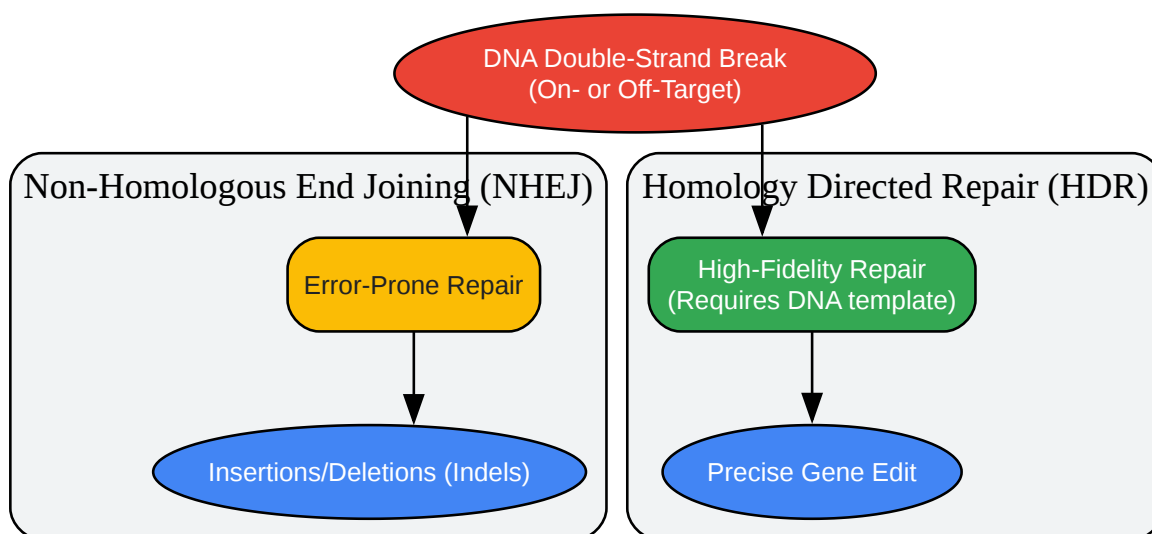 DNA Double-Strand Break
(On- or Off-Target)
Non-Homologous End Joining (NHEJ)
Error-Prone Repair
Insertions/Deletions (Indels)
Homology Directed Repair (HDR)
High-Fidelity Repair
(Requires DNA template)
Precise Gene Edit